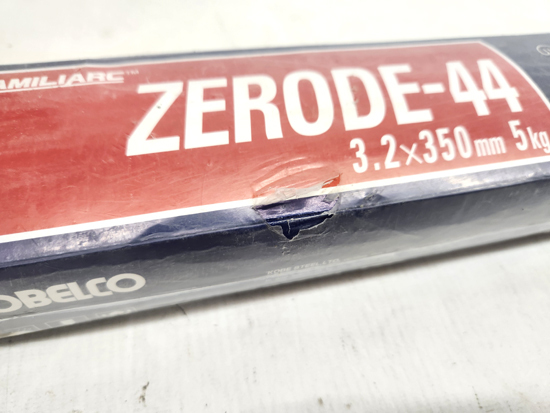 AMILIARC™
ZERODE-44
3.2×350mm 5kg
OBELCO